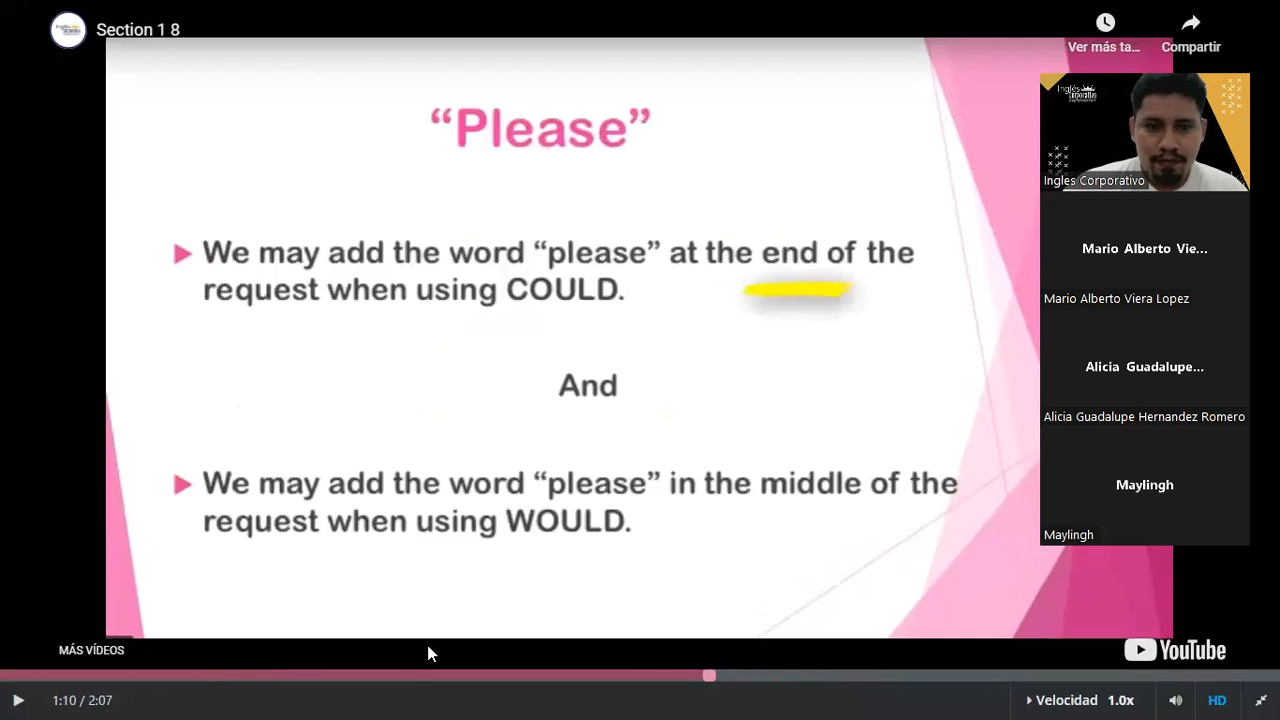 Section 1 8
Ver más ta...
Compartir
“Please”
We may add the word “please” at the end of the
request when using COULD.
And
We may add the word “please” in the middle of the
request when using WOULD.
Inglés
corporativo
Ingles Corporativo
Mario Alberto Vie...
Mario Alberto Viera Lopez
Alicia Guadalupe...
Alicia Guadalupe Hernandez Romero
Maylingh
Maylingh
MÁS VÍDEOS
YouTube
1:10 / 2:07
Velocidad 1.0x
HD